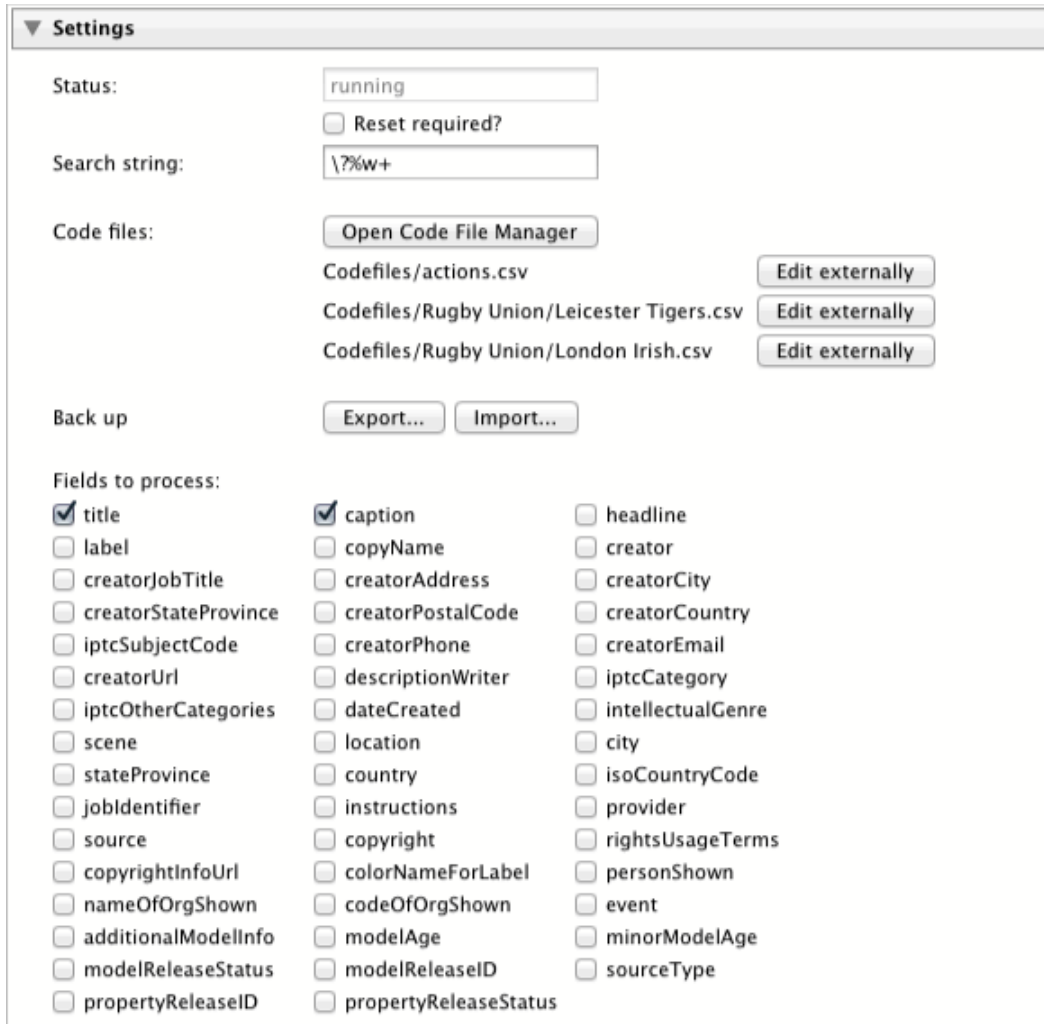 Settings
Status: running
Reset required?
Search string: \?%w+
Code files: Open Code File Manager
Codefiles/actions.csv Edit externally
Codefiles/Rugby Union/Leicester Tigers.csv Edit externally
Codefiles/Rugby Union/London Irish.csv Edit externally
Back up Export... Import...
Fields to process:
title caption headline
label copyName creator
creatorJobTitle creatorAddress creatorCity
creatorStateProvince creatorPostalCode creatorCountry
iptcSubjectCode creatorPhone creatorEmail
creatorUrl descriptionWriter iptcCategory
iptcOtherCategories dateCreated intellectualGenre
scene location city
stateProvince country isoCountryCode
jobIdentifier instructions provider
source copyright rightsUsageTerms
copyrightInfoUrl colorNameForLabel personShown
nameOfOrgShown codeOfOrgShown event
additionalModelInfo modelAge minorModelAge
modelReleaseStatus modelReleaseID sourceType
propertyReleaseID propertyReleaseStatus